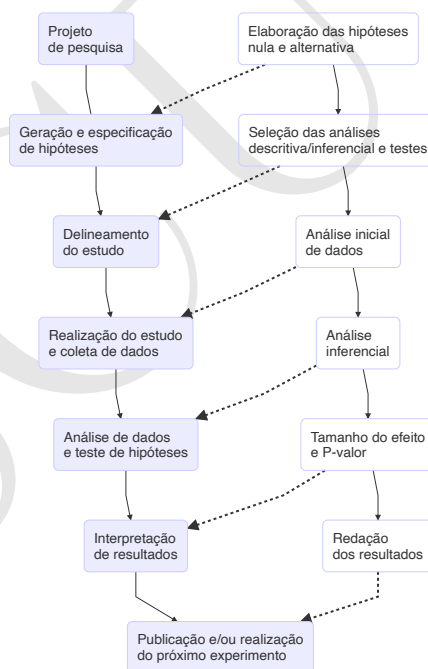 Projeto
de pesquisa
Elaboração das hipóteses
nula e alternativa
Geração e especificação
de hipóteses
Seleção das análises
descritiva/inferencial e testes
Delineamento
do estudo
Análise inicial
de dados
Realização do estudo
e coleta de dados
Análise
inferencial
Análise de dados
e teste de hipóteses
Tamanho do efeito
e P-valor
Interpretação
de resultados
Redação
dos resultados
Publicação e/ou realização
do próximo experimento